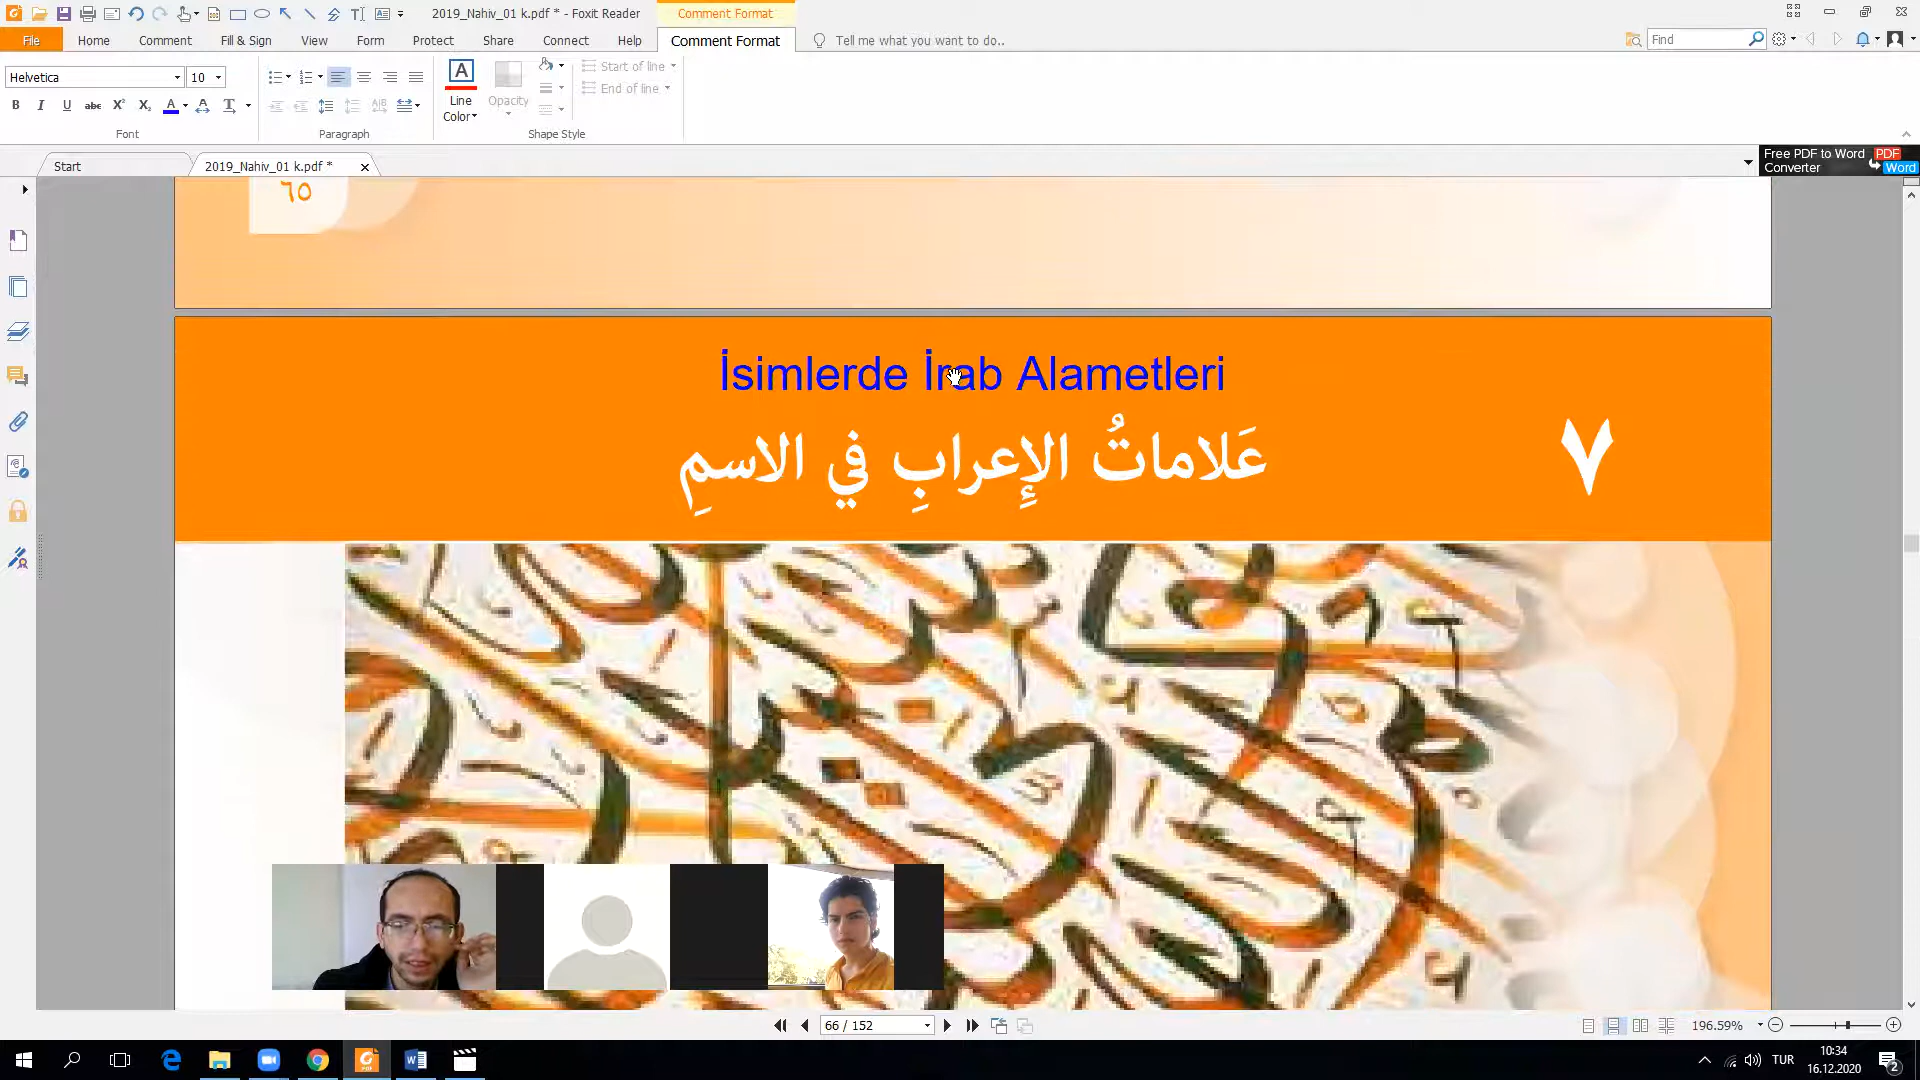 2019_Nahiv_01 k.pdf * - Foxit Reader
Comment Format
File
Home
Comment
Fill & Sign
View
Form
Protect
Share
Connect
Help
Comment Format
Tell me what you want to do..
Find
Helvetica
10
Start of line
End of line
Line
Color
Opacity
Font
Paragraph
Shape Style
Start
2019_Nahiv_01 k.pdf *
Free PDF to Word
Converter
PDF
Word
٦٥
İsimlerde İrab Alametleri
عَلاماتُ الإِعرابِ في الاسمِ
٧
66 / 152
196.59%
TUR
10:34
16.12.2020
2